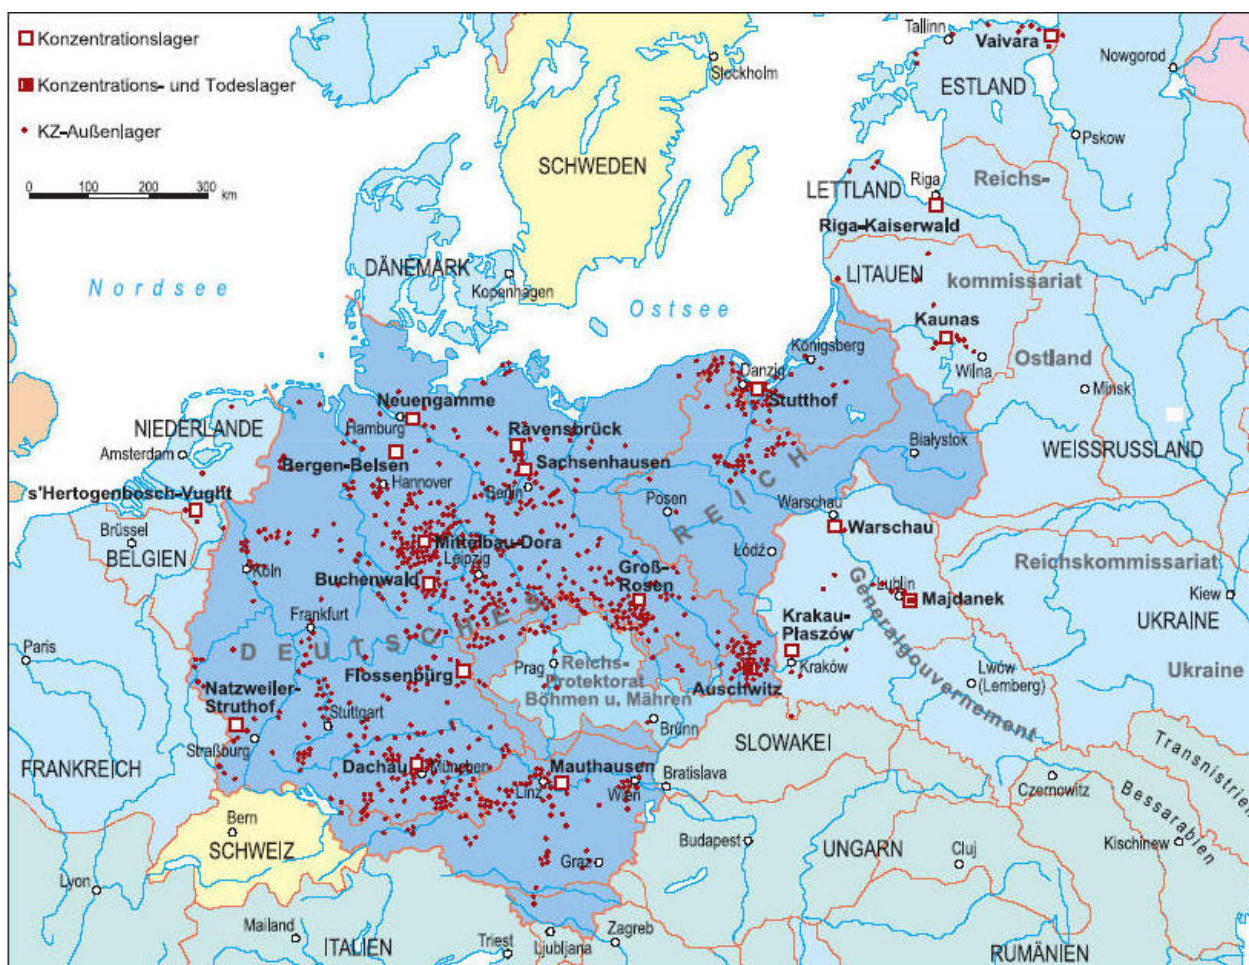 Konzentrationslager
Konzentrations- und Todeslager
KZ-Außenlager
0 100 200 300 km
Tallinn
Vaivara
Nowgorod
Stockholm
ESTLAND
Pskow
SCHWEDEN
LETTLAND
Riga
Reichs-
Riga-Kaiserwald
DÄNEMARK
Kopenhagen
LITAUEN
kommissariat
Nordsee
Ostsee
Kaunas
Königsberg
Ostland
Wilna
Minsk
Danzig
Stutthof
Neuengamme
Hamburg
NIEDERLANDE
Amsterdam
Ravensbrück
Bergen-Belsen
Sachsenhausen
Hannover
Berlin
Białystok
WEISSRUSSLAND
s'Hertogenbosch-Vught
Posen
REICH
Warschau
Warschau
Brüssel
BELGIEN
Mittelbau-Dora
Leipzig
Łódź
Köln
Buchenwald
Groß-
Rosen
Reichskommissariat
Lublin
Majdanek
Kiew
UKRAINE
Frankfurt
DEUTSCHES
Generalgouvernement
Krakau-
Płaszów
Kraków
Paris
Prag
Reichs-
Protektorat
Böhmen u. Mähren
Flossenbürg
Auschwitz
Lwów
(Lemberg)
Ukraine
Natzweiler-
Struthof
Stuttgart
Straßburg
Brünn
SLOWAKEI
Transnistrien
FRANKREICH
Dachau
München
Mauthausen
Linz
Wien
Bratislava
Czernowitz
Bessarabien
Bern
SCHWEIZ
Budapest
UNGARN
Cluj
Kischinew
Graz
Lyon
Mailand
ITALIEN
Triest
Ljubljana
Zagreb
RUMÄNIEN